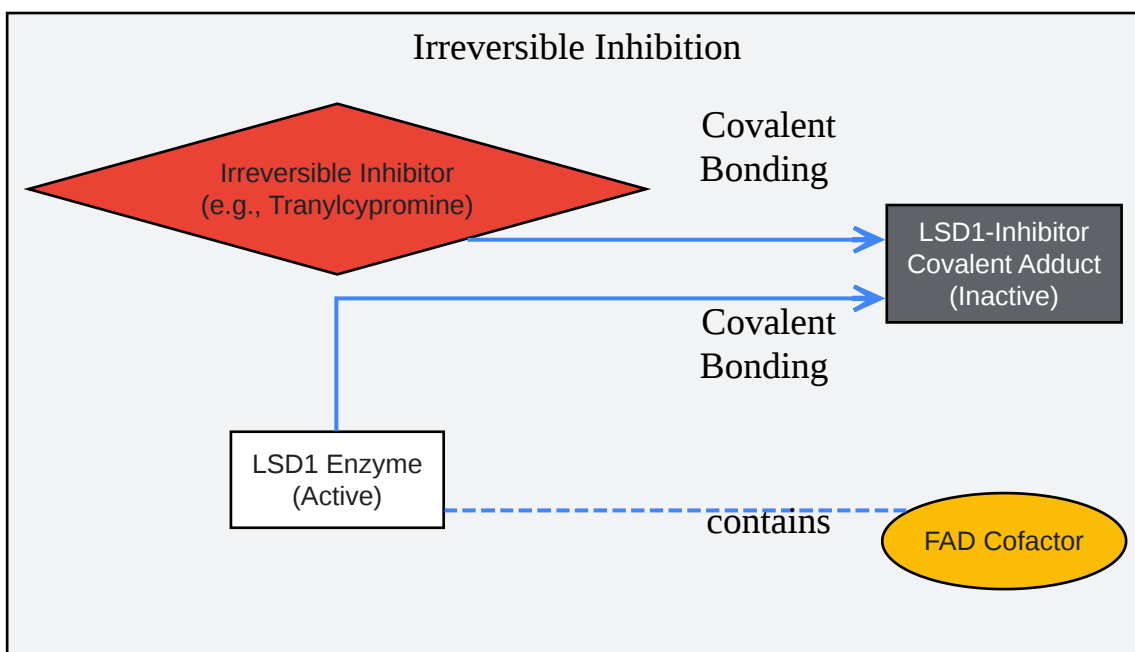 Irreversible Inhibition
Covalent
Bonding
Irreversible Inhibitor
(e.g., Tranylcypromine)
LSD1-Inhibitor
Covalent Adduct
(Inactive)
Covalent
Bonding
LSD1 Enzyme
(Active)
contains
FAD Cofactor